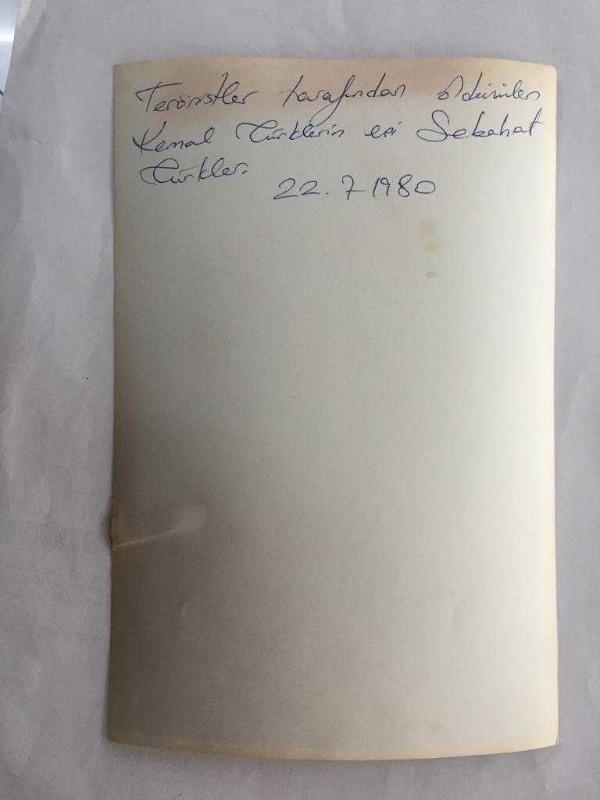 Teröristler tarafından öldürülen
Kemal Türklerin eşi Sebahat
Türkler.
22.7-1980